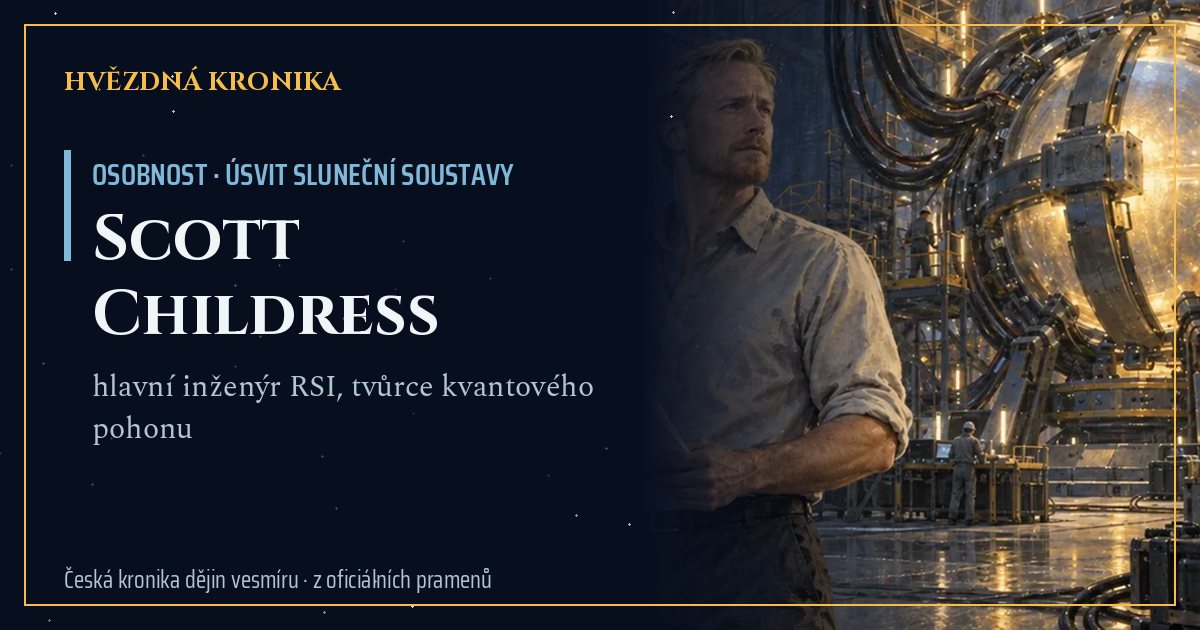 HVĚZDNÁ KRONIKA
OSOBNOST · ÚSVIT SLUNEČNÍ SOUSTAVY
SCOTT
CHILDRESS
hlavní inženýr RSI, tvůrce kvantového
pohonu
Česká kronika dějin vesmíru · z oficiálních pramenů